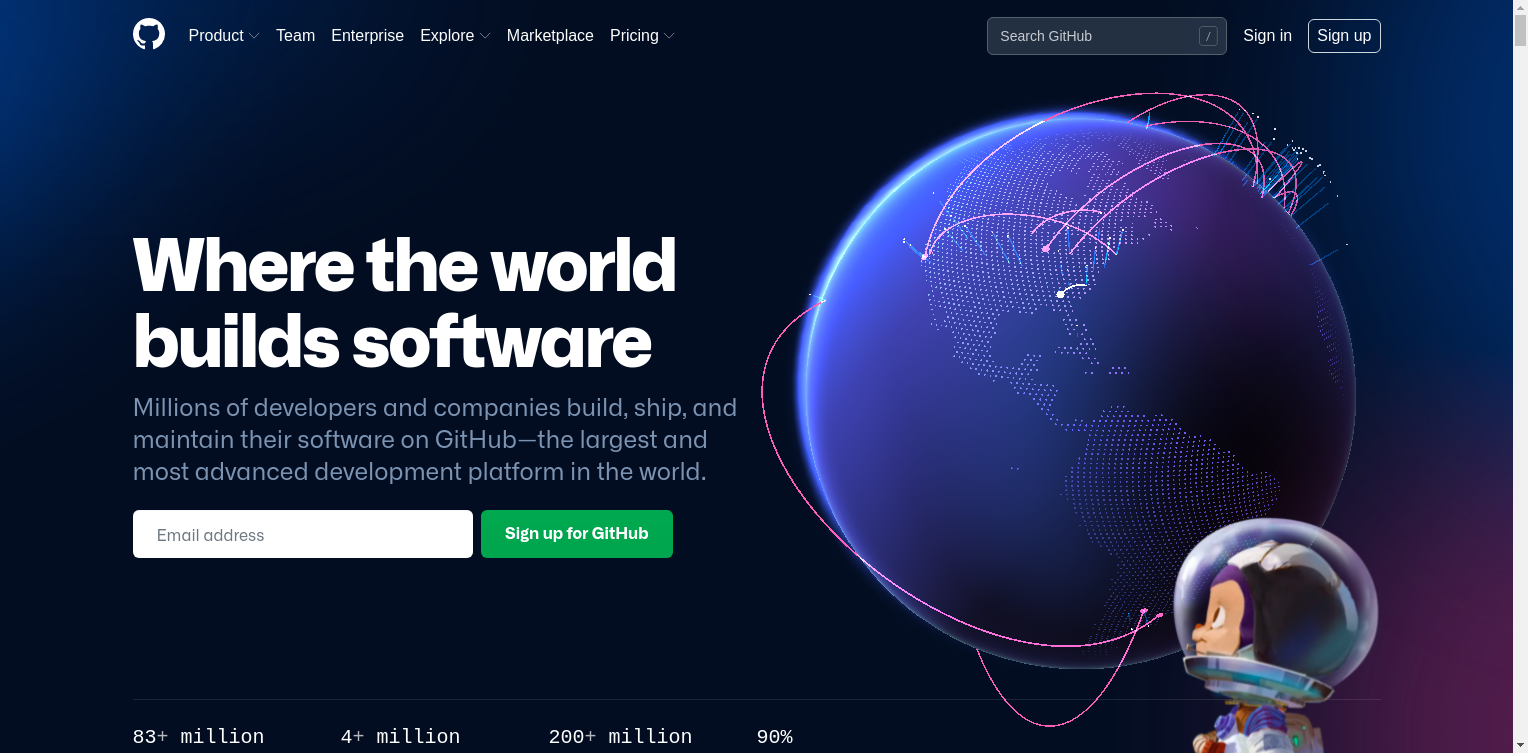 Product Team Enterprise Explore Marketplace Pricing Search GitHub / Sign in Sign up
Where the world
builds software
Millions of developers and companies build, ship, and
maintain their software on GitHub—the largest and
most advanced development platform in the world.
Email address Sign up for GitHub
83+ million 4+ million 200+ million 90%